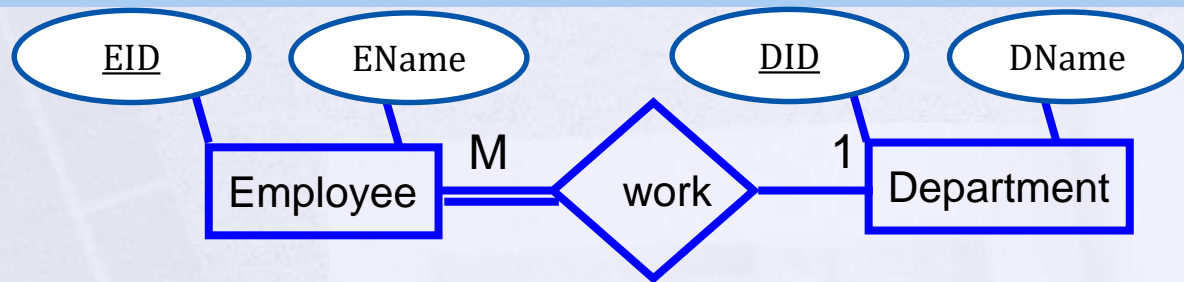 EID
EName
DID
DName
M
1
Employee
work
Department